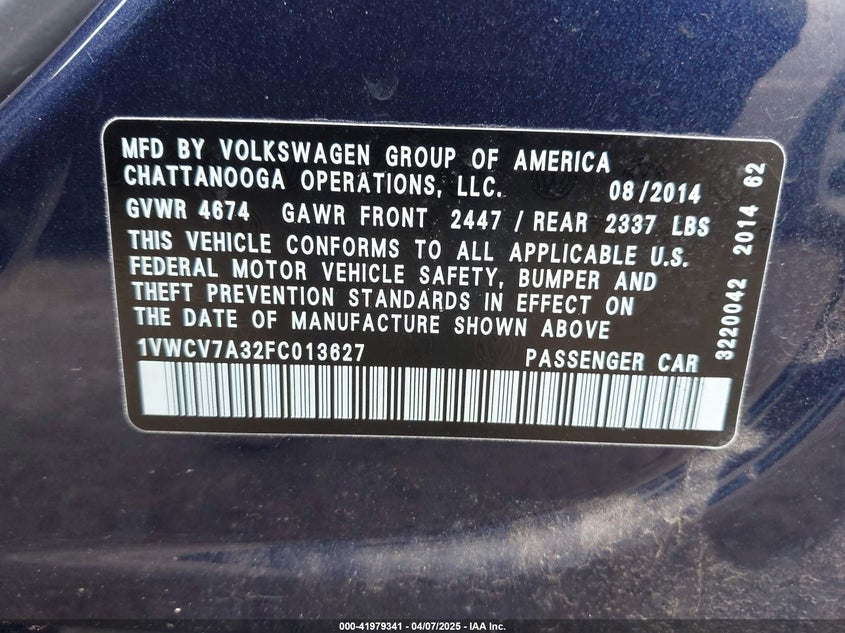 MFD BY VOLKSWAGEN GROUP OF AMERICA
CHATTANOOGA OPERATIONS, LLC. 08/2014
GVWR 4674 GAWR FRONT 2447 / REAR 2337 LBS
THIS VEHICLE CONFORMS TO ALL APPLICABLE U.S.
FEDERAL MOTOR VEHICLE SAFETY, BUMPER AND
THEFT PREVENTION STANDARDS IN EFFECT ON
THE DATE OF MANUFACTURE SHOWN ABOVE
1VWCV7A32FC013627 PASSENGER CAR
3220042 2014 62
000-41979341 | 04/07/2025 - IAA Inc.